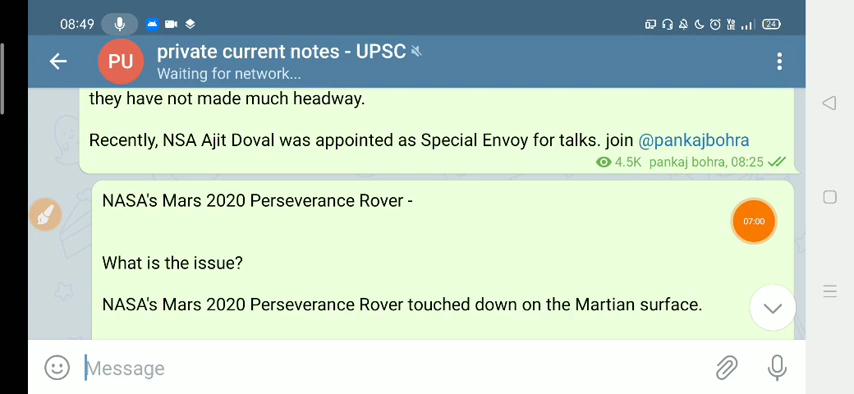 08:49
24
PU
private current notes - UPSC
Waiting for network...
they have not made much headway.
Recently, NSA Ajit Doval was appointed as Special Envoy for talks. join @pankajbohra
4.5K pankaj bohra, 08:25
NASA's Mars 2020 Perseverance Rover -
07:00
What is the issue?
NASA's Mars 2020 Perseverance Rover touched down on the Martian surface.
Message